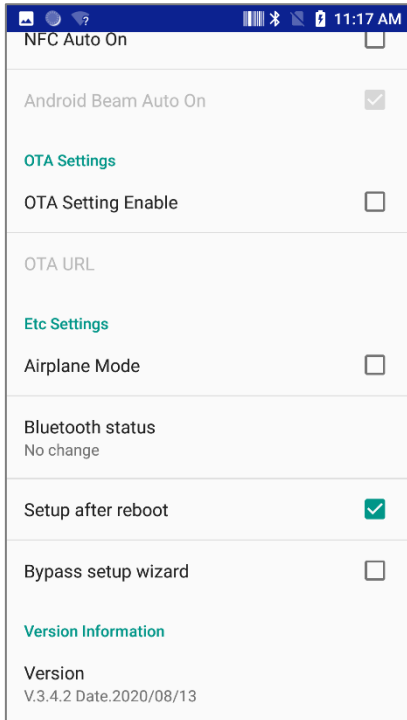 11:17 AM
NFC Auto On
Android Beam Auto On
OTA Settings
OTA Setting Enable
OTA URL
Etc Settings
Airplane Mode
Bluetooth status
No change
Setup after reboot
Bypass setup wizard
Version Information
Version
V.3.4.2 Date.2020/08/13